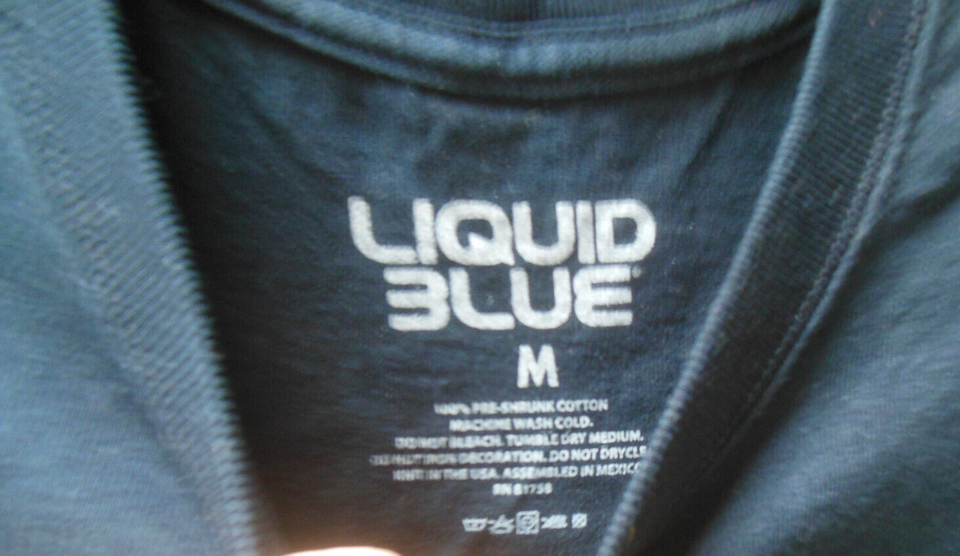 LIQUID
BLUE
M
100% PRE-SHRUNK COTTON
MACHINE WASH COLD.
DO NOT BLEACH. TUMBLE DRY MEDIUM.
DO NOT IRON DECORATION. DO NOT DRYCLE
KNIT IN THE USA. ASSEMBLED IN MEXICO
RN 81758